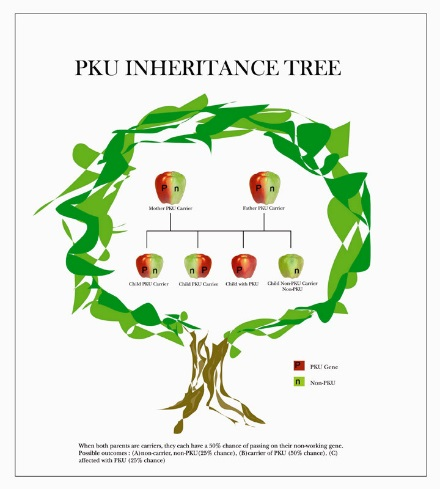 PKU INHERITANCE TREE
P n
P n
Mother PKU Carrier
Father PKU Carrier
P n
n P
P
n
Child PKU Carrier
Child PKU Carrier
Child with PKU
Child Non-PKU Carrier
Non-PKU
P PKU Gene
n Non-PKU
When both parents are carriers, they each have a 50% chance of passing on their non-working gene.
Possible outcomes : (A)non-carrier, non-PKU(25% chance), (B)carrier of PKU (50% chance), (C)
affected with PKU (25% chance)